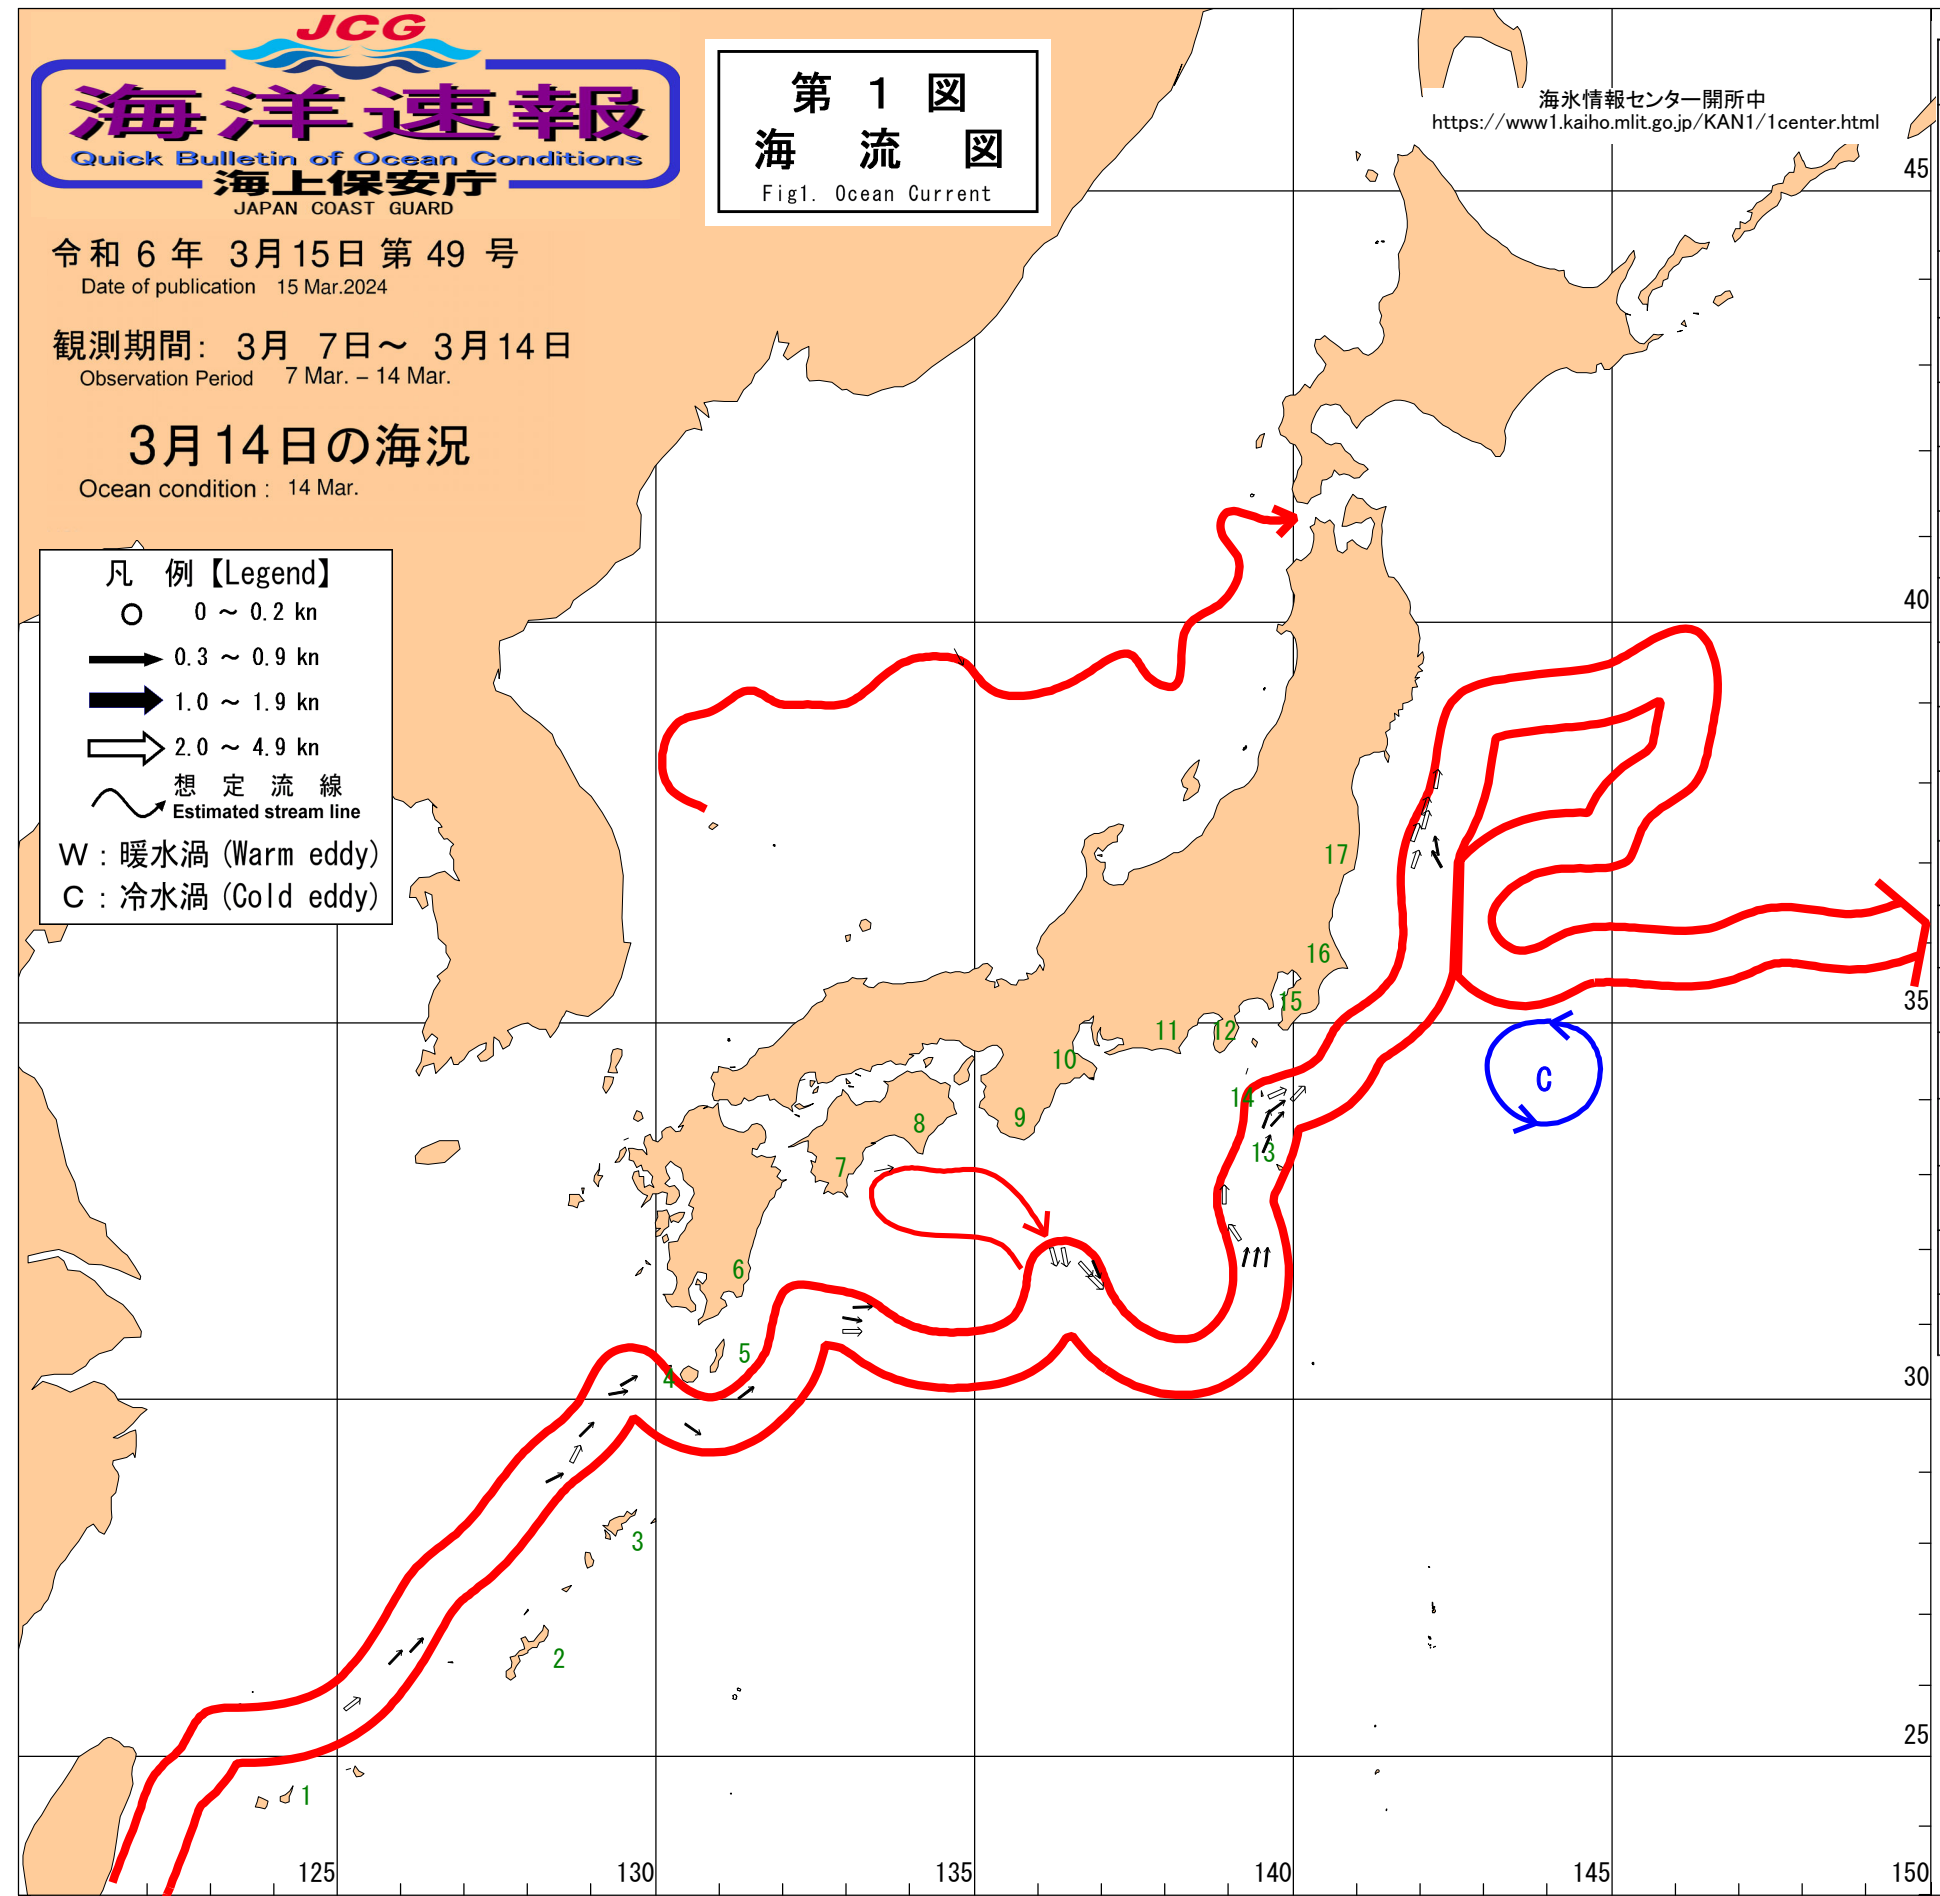 JCG
海洋速報
Quick Bulletin of Ocean Conditions
海上保安庁
JAPAN COAST GUARD
第 1 図
海 流 図
Fig1. Ocean Current
海氷情報センター開所中
https://www1.kaiho.mlit.go.jp/KAN1/1center.html
令和 6 年 3月15日 第 49 号
Date of publication 15 Mar.2024
観測期間: 3月 7日～ 3月14日
Observation Period 7 Mar. – 14 Mar.
3月14日の海況
Ocean condition : 14 Mar.
凡 例【Legend】
0 ～ 0.2 kn
0.3 ～ 0.9 kn
1.0 ～ 1.9 kn
2.0 ～ 4.9 kn
想 定 流 線
Estimated stream line
W : 暖水渦 (Warm eddy)
C : 冷水渦 (Cold eddy)
45
40
17
16
15
35
11
12
10
C
14
9
8
13
7
6
5
4
30
3
2
25
1
125
130
135
140
145
150